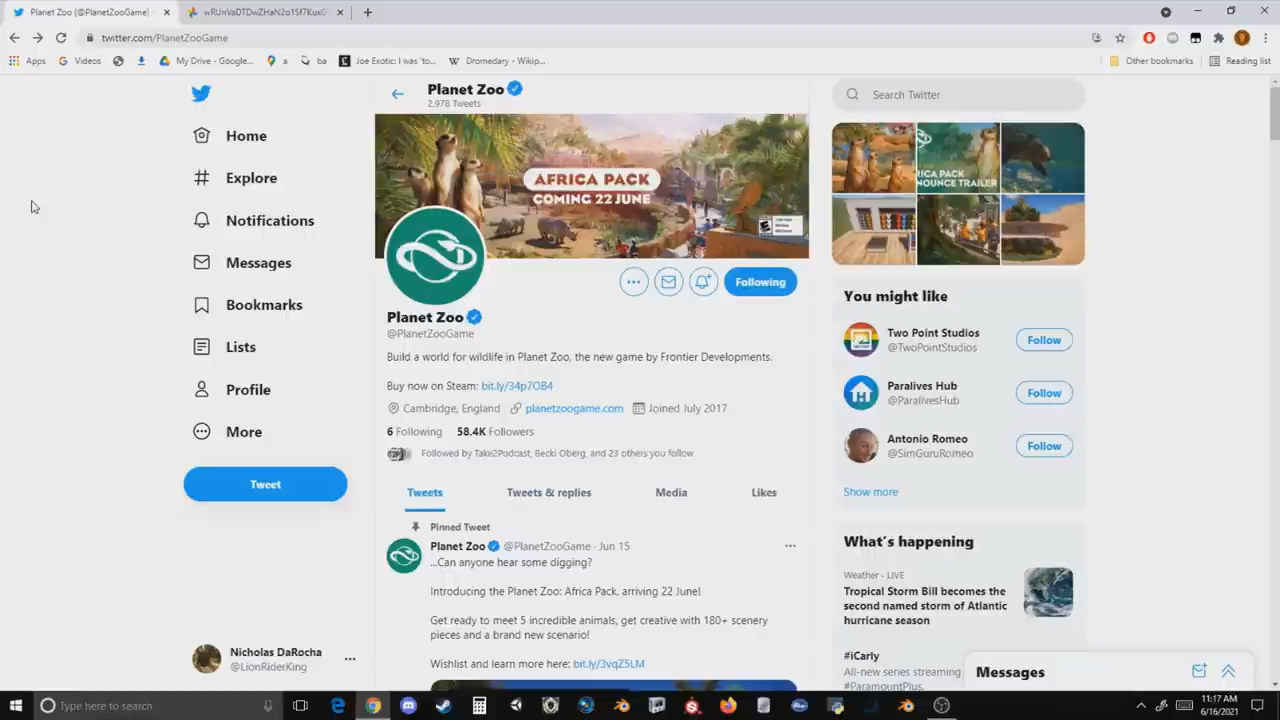 Planet Zoo (@PlanetZooGame)
wRUnVaDTDwZHaN2o1Sf7KuxG
twitter.com/PlanetZooGame
Apps
Videos
My Drive - Google...
a
ba
Joe Exotic: I was 'to...
Dromedary - Wikip...
Other bookmarks
Reading list
Planet Zoo
2,978 Tweets
Search Twitter
Home
Explore
Notifications
Messages
Bookmarks
Lists
Profile
More
Tweet
AFRICA PACK
COMING 22 JUNE
RICA PACK
NOUNCE TRAILER
Following
Planet Zoo
@PlanetZooGame
Build a world for wildlife in Planet Zoo, the new game by Frontier Developments.
Buy now on Steam: bit.ly/34p7OB4
Cambridge, England planetzoogame.com Joined July 2017
6 Following 58.4K Followers
Followed by Take2Podcast, Becki Oberg, and 23 others you follow
Tweets
Tweets & replies
Media
Likes
Pinned Tweet
Planet Zoo @PlanetZooGame · Jun 15
...Can anyone hear some digging?
Introducing the Planet Zoo: Africa Pack, arriving 22 June!
Get ready to meet 5 incredible animals, get creative with 180+ scenery
pieces and a brand new scenario!
Wishlist and learn more here: bit.ly/3vqZ5LM
You might like
Two Point Studios
@TwoPointStudios
Follow
Paralives Hub
@ParalivesHub
Follow
Antonio Romeo
@SimGuruRomeo
Follow
Show more
What's happening
Weather · LIVE
Tropical Storm Bill becomes the
second named storm of Atlantic
hurricane season
#iCarly
All-new series streaming
#ParamountPlus.
Messages
Nicholas DaRocha
@LionRiderKing
Type here to search
11:17 AM
6/16/2021